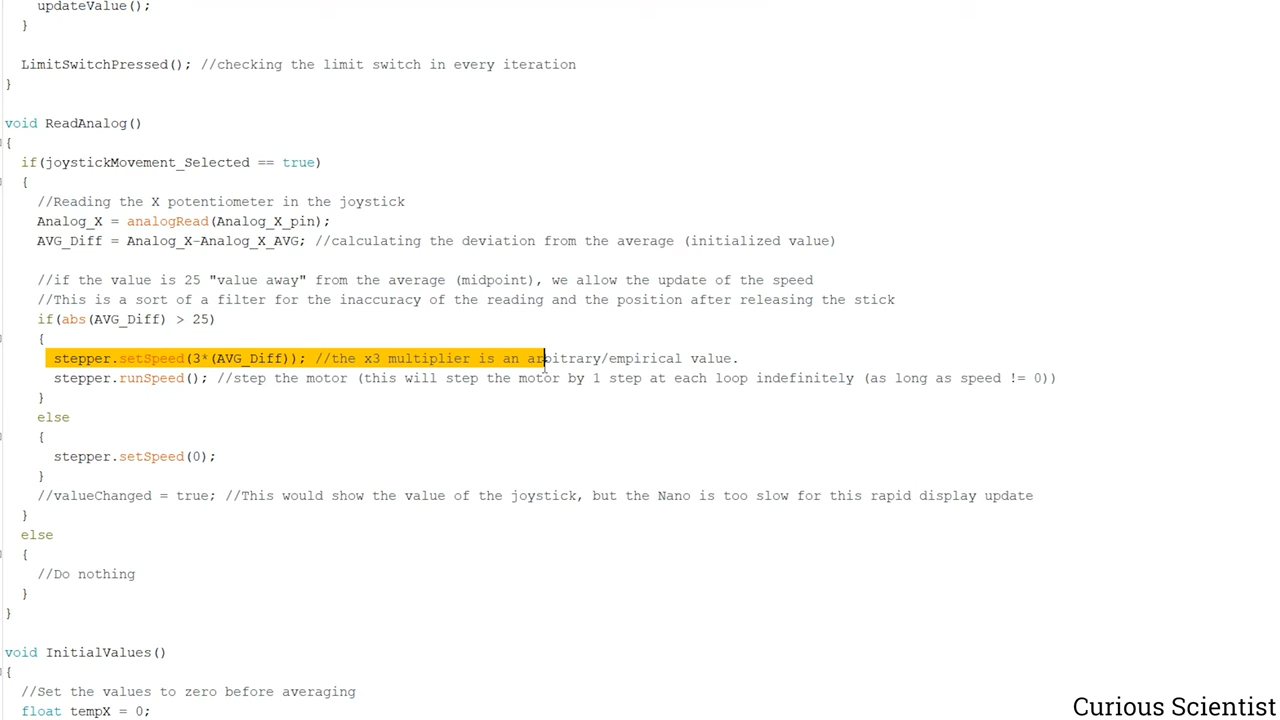 updateValue();
}
LimitSwitchPressed(); //checking the limit switch in every iteration
}
void ReadAnalog()
{
if(joystickMovement_Selected == true)
{
//Reading the X potentiometer in the joystick
Analog_X = analogRead(Analog_X_pin);
AVG_Diff = Analog_X-Analog_X_AVG; //calculating the deviation from the average (initialized value)
//if the value is 25 "value away" from the average (midpoint), we allow the update of the speed
//This is a sort of a filter for the inaccuracy of the reading and the position after releasing the stick
if(abs(AVG_Diff) > 25)
{
stepper.setSpeed(3*(AVG_Diff)); //the x3 multiplier is an arbitrary/empirical value.
stepper.runSpeed(); //step the motor (this will step the motor by 1 step at each loop indefinitely (as long as speed != 0))
}
else
{
stepper.setSpeed(0);
}
//valueChanged = true; //This would show the value of the joystick, but the Nano is too slow for this rapid display update
}
else
{
//Do nothing
}
}
void InitialValues()
{
//Set the values to zero before averaging
float tempX = 0;
Curious Scientist